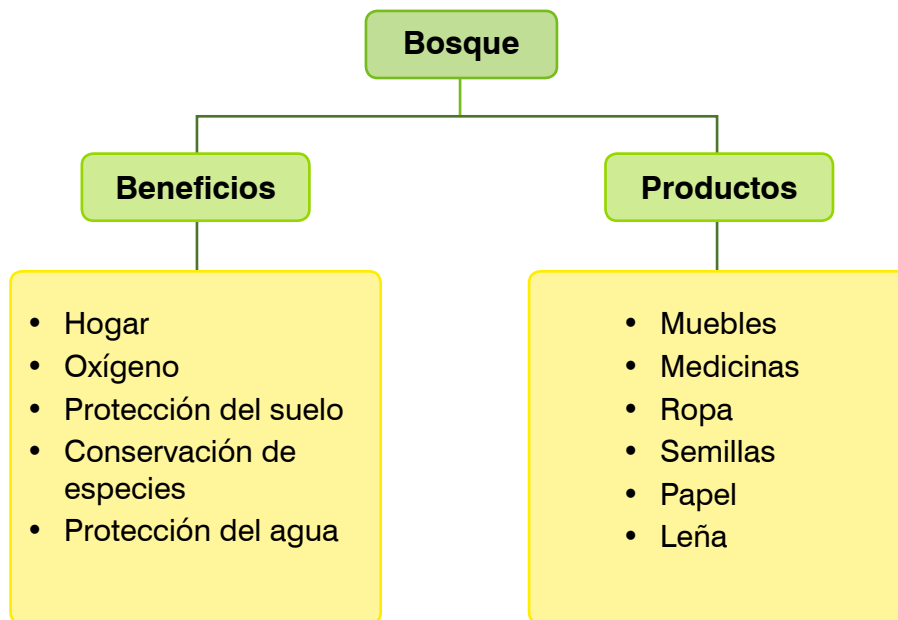 Bosque
Beneficios
Productos
• Hogar
• Oxígeno
• Protección del suelo
• Conservación de
especies
• Protección del agua
• Muebles
• Medicinas
• Ropa
• Semillas
• Papel
• Leña